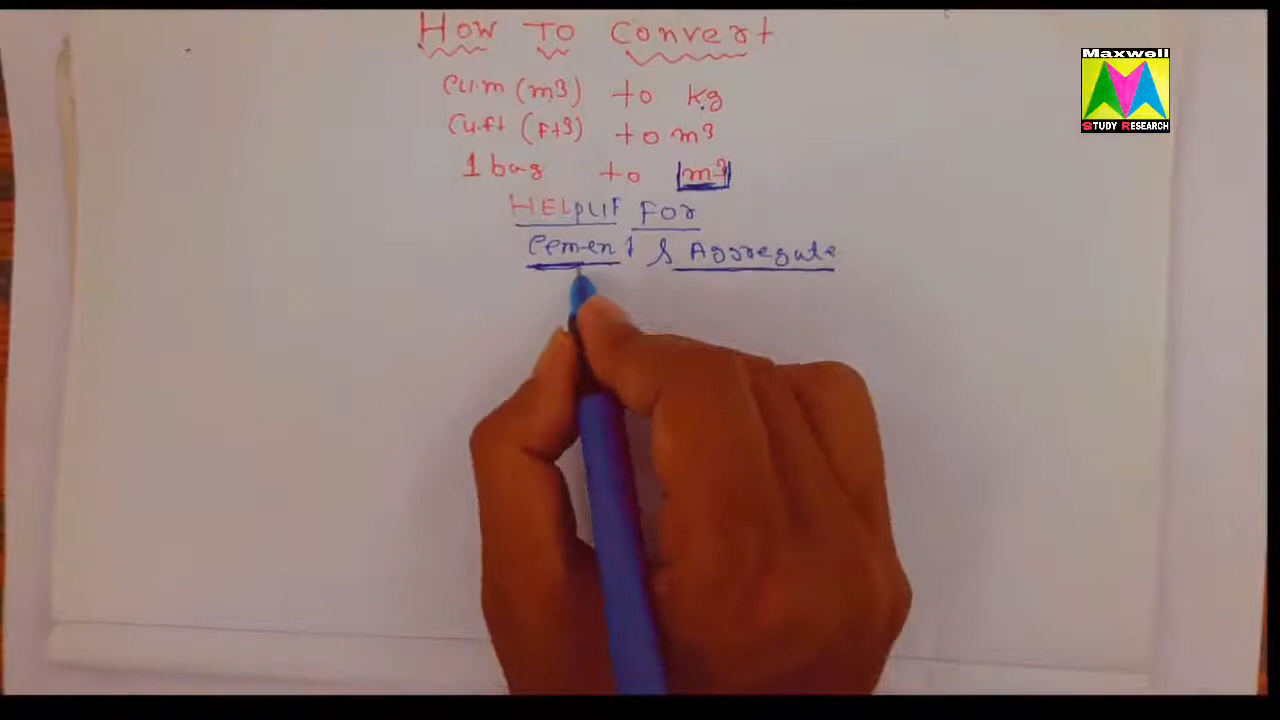 How To Convert
cu.m (m3) to kg
cu.ft (ft3) to m3
1 bag to m3
HELpUF For
Cement & Aggregate
Maxwell
STUDY RESEARCH